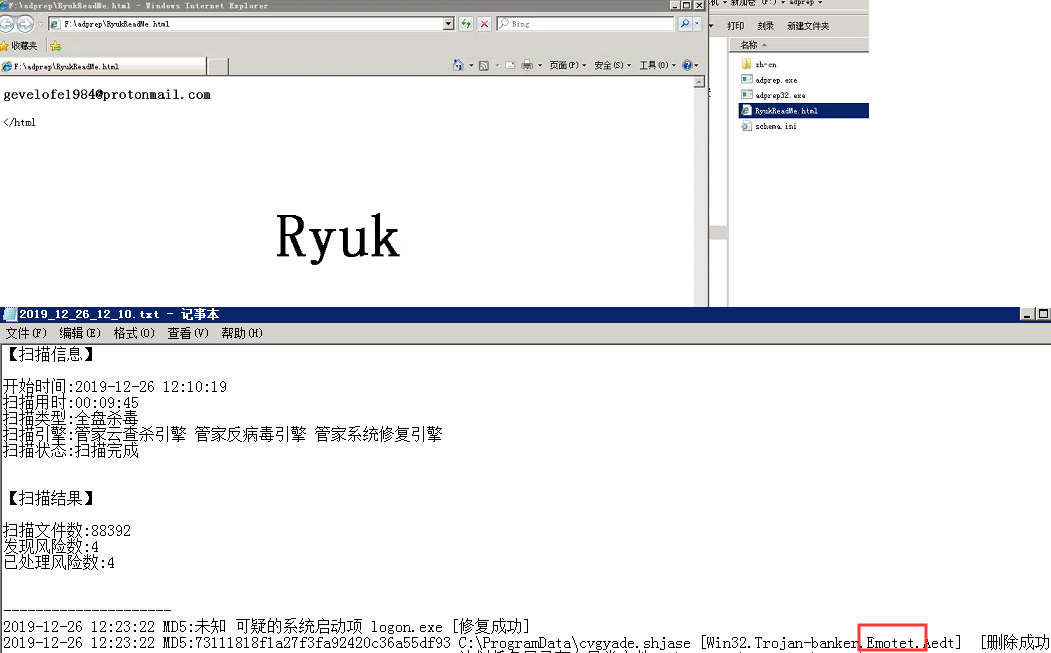 F:\adprep\RyukReadMe.html - Windows Internet Explorer
F:\adprep\RyukReadMe.html
Bing
收藏夹
F:\adprep\RyukReadMe.html
页面(P) 安全(S) 工具(O)
gevelofel984@protonmail.com
</html
Ryuk
机 新加卷 (F:) adprep
打印 刻录 新建文件夹
名称
zh-cn
adprep.exe
adprep32.exe
RyukReadMe.html
schema.ini
2019_12_26_12_10.txt - 记事本
文件(F) 编辑(E) 格式(O) 查看(V) 帮助(H)
【扫描信息】
开始时间:2019-12-26 12:10:19
扫描用时:00:09:45
扫描类型:全盘杀毒
扫描引擎:管家云查杀引擎 管家反病毒引擎 管家系统修复引擎
扫描状态:扫描完成
【扫描结果】
扫描文件数:88392
发现风险数:4
已处理风险数:4
---------------------
2019-12-26 12:23:22 MD5:未知 可疑的系统启动项 logon.exe [修复成功]
2019-12-26 12:23:22 MD5:73111818f1a27f3fa92420c36a55df93 C:\ProgramData\cvgyade.shjase [Win32.Trojan-banker.Emotet.Aedt] [删除成功